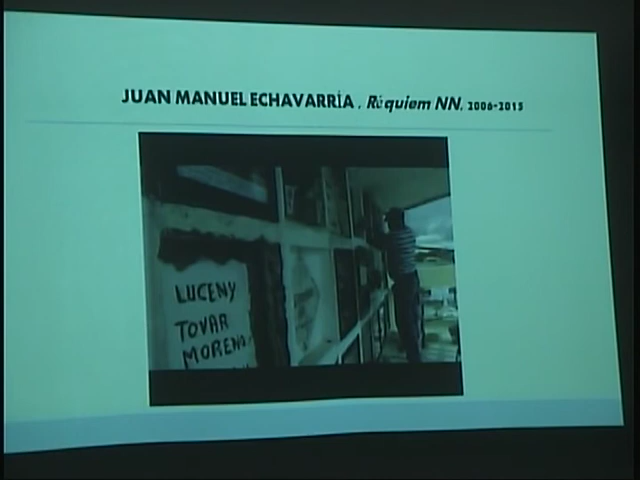 JUAN MANUEL ECHAVARRÍA . Réquiem NN, 2006-2015
LUCENY
TOVAR
MORENO